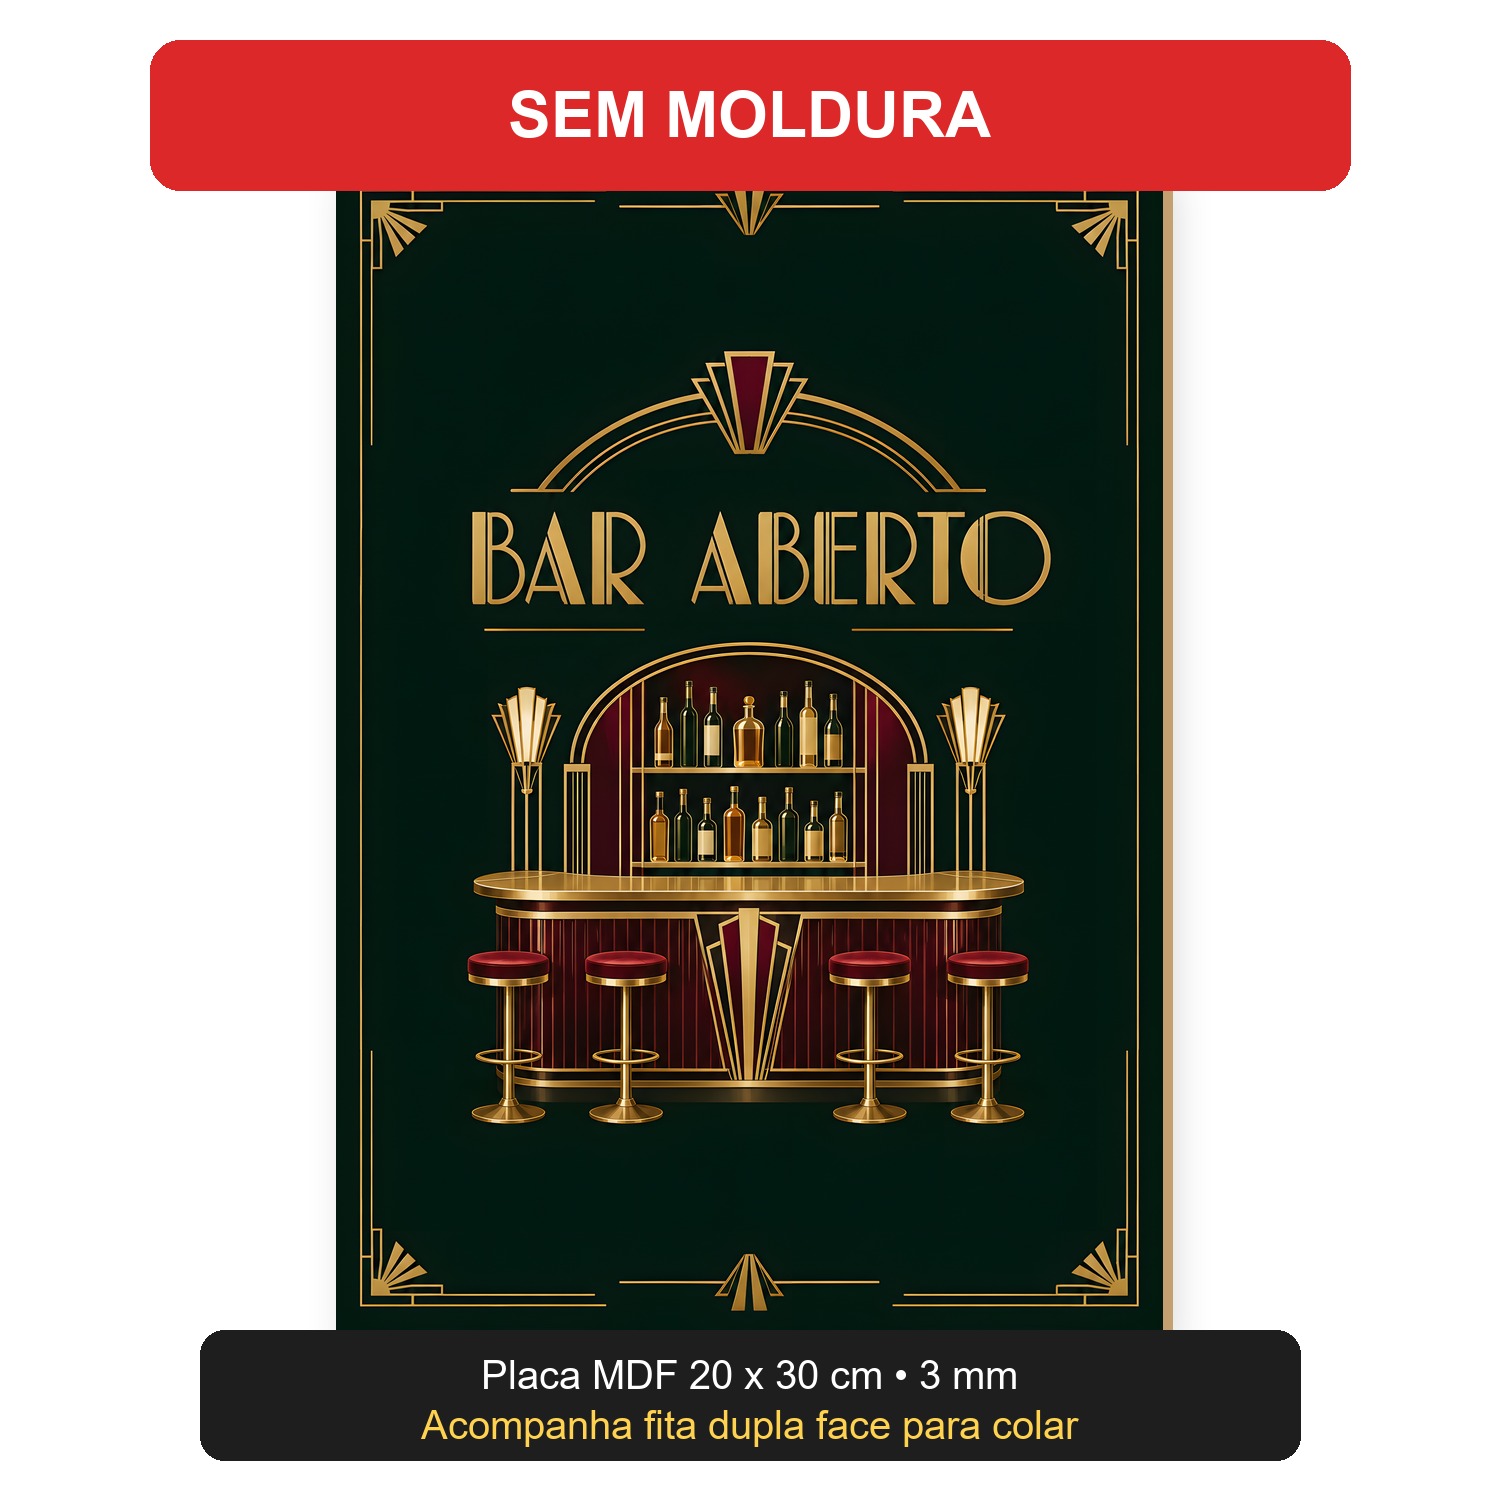 SEM MOLDURA
BAR ABERTO
Placa MDF 20 x 30 cm • 3 mm
Acompanha fita dupla face para colar